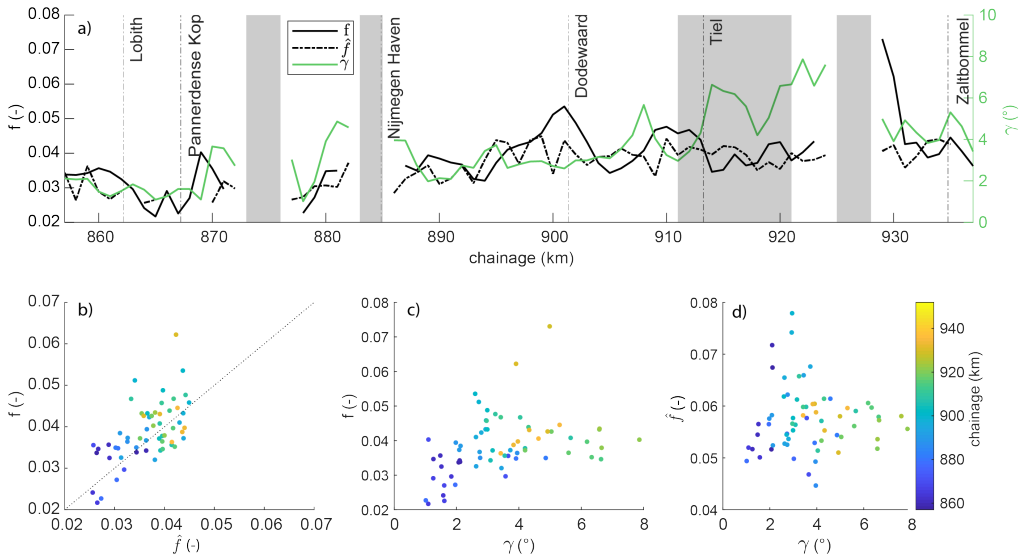 a)
f (-)
0.08
0.07
0.06
0.05
0.04
0.03
0.02
Lobith
Pannerdense Kop
Nijmegen Haven
Dodewaard
Tiel
Zaltbommel
f
f̂
γ
10
8
6
4
2
0
γ (°)
860
870
880
890
900
910
920
930
chainage (km)
b)
f (-)
0.07
0.06
0.05
0.04
0.03
0.02
0.02
0.03
0.04
0.05
0.06
0.07
f̂ (-)
c)
f (-)
0.08
0.07
0.06
0.05
0.04
0.03
0.02
0
2
4
6
8
γ (°)
d)
f̂ (-)
0.08
0.07
0.06
0.05
0.04
0
2
4
6
8
γ (°)
940
920
900
880
860
chainage (km)